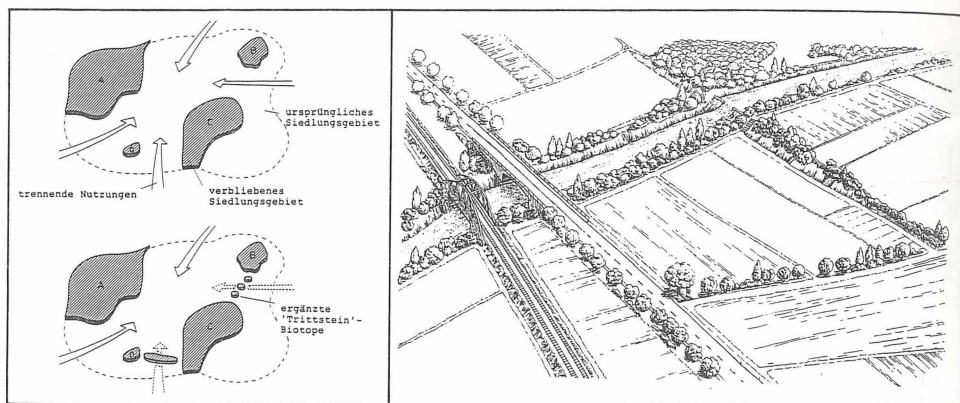 B
A
ursprüngliches
Siedlungsgebiet
C
trennende Nutzungen
verbliebenes
Siedlungsgebiet
B
A
ergänzte
'Trittstein'-
Biotope
C